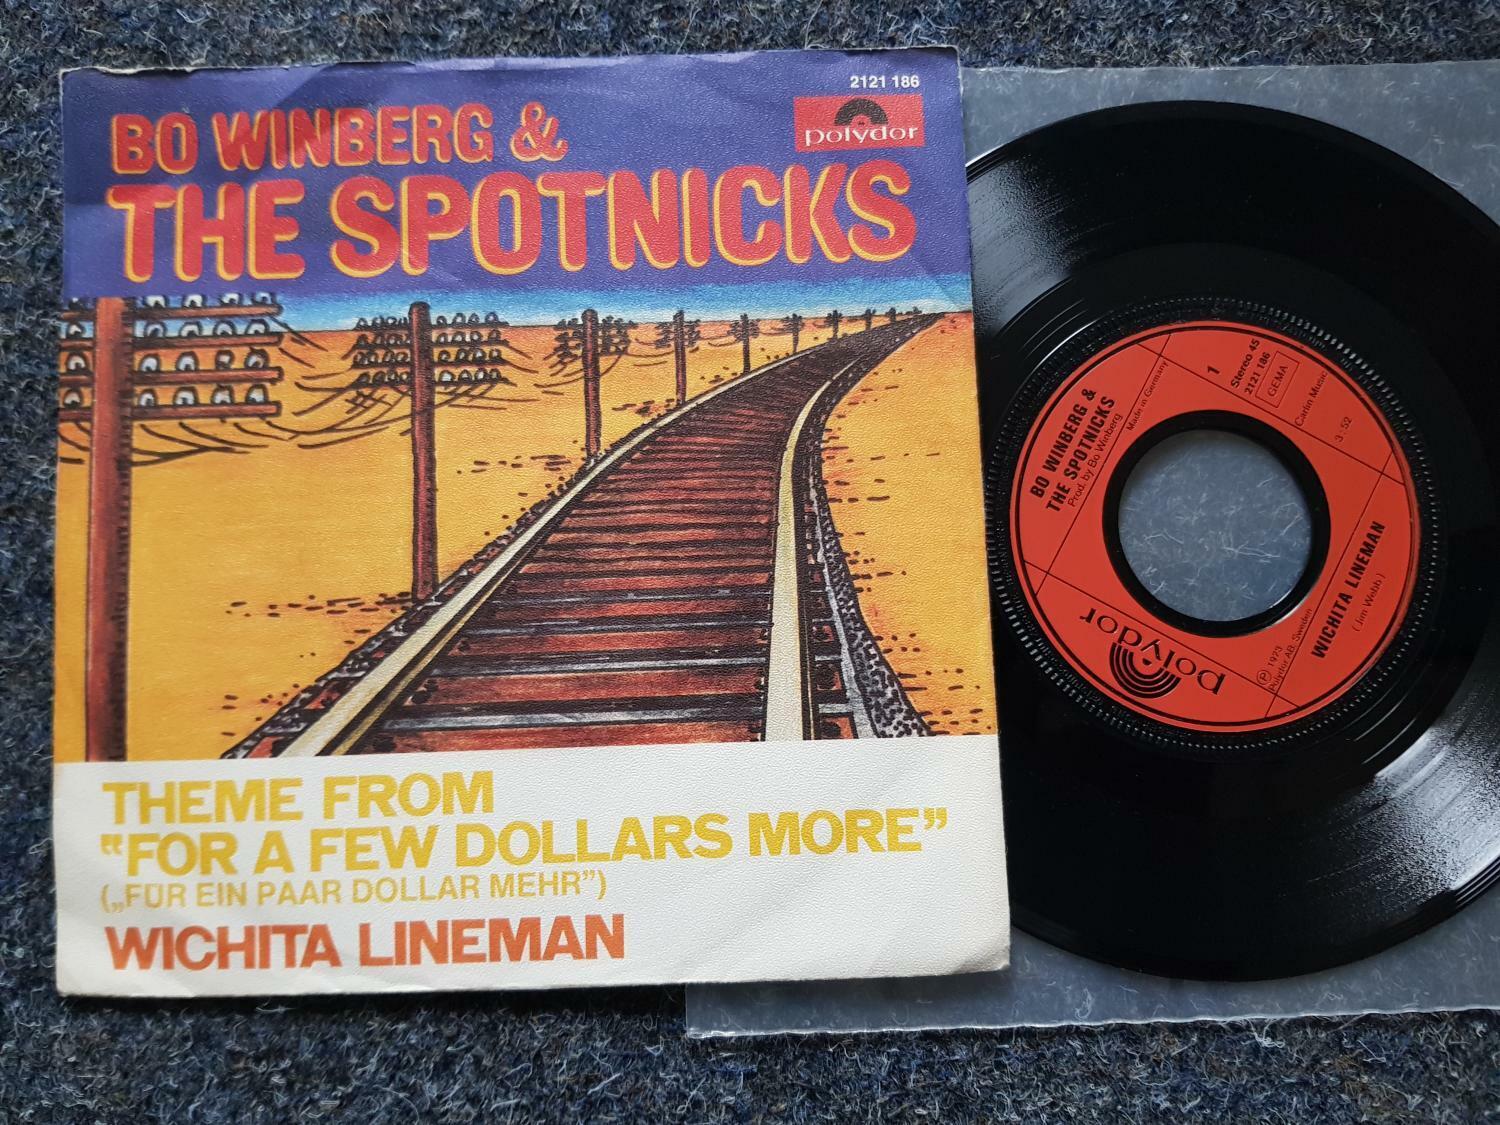 2121 186
polydor
BO WINBERG &
THE SPOTNICKS
THEME FROM
"FOR A FEW DOLLARS MORE"
(„FÜR EIN PAAR DOLLAR MEHR”)
WICHITA LINEMAN
BO WINBERG &
THE SPOTNICKS
Prod. by Bo Winberg
Made in Germany
1
Stereo 45
2121 186
GEMA
Carlin Music
3:52
WICHITA LINEMAN
(Jim Webb)
℗ 1973
Polydor AB, Sweden
polydor